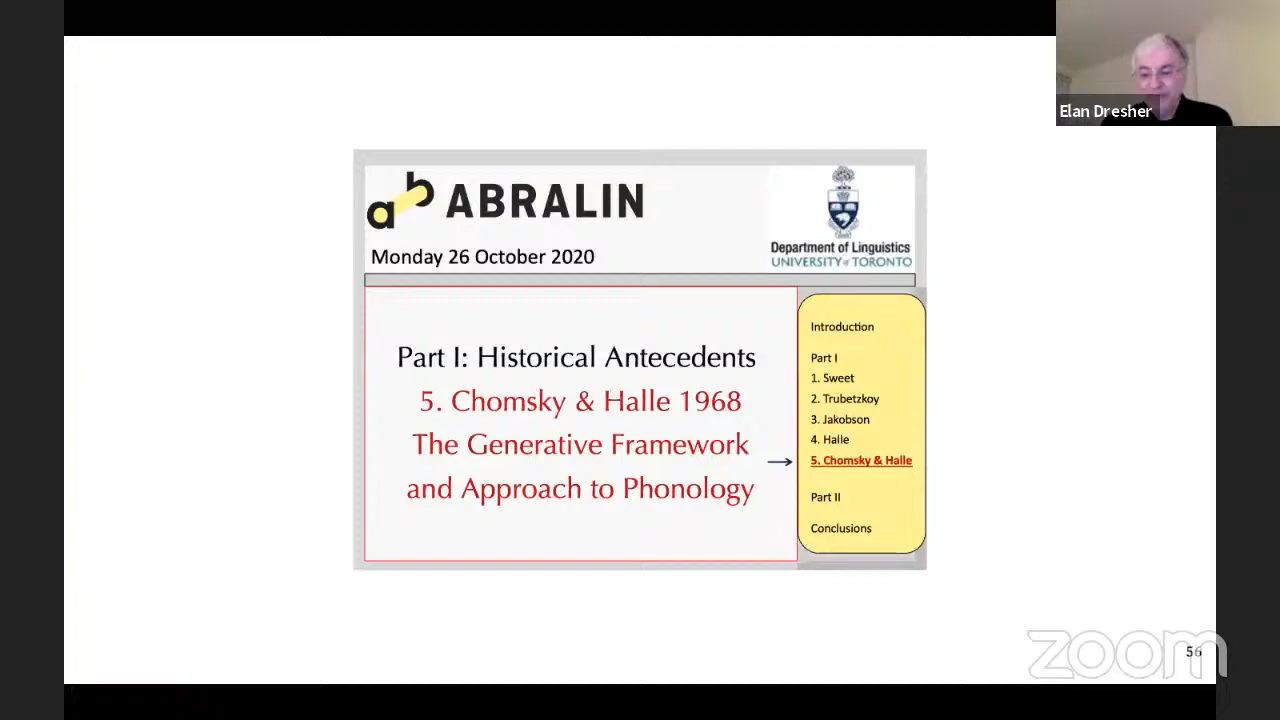 Elan Dresher
ab ABRALIN
Monday 26 October 2020
Department of Linguistics
UNIVERSITY of TORONTO
Part I: Historical Antecedents
5. Chomsky & Halle 1968
The Generative Framework
and Approach to Phonology
Introduction
Part I
1. Sweet
2. Trubetzkoy
3. Jakobson
4. Halle
5. Chomsky & Halle
Part II
Conclusions
zoom
56